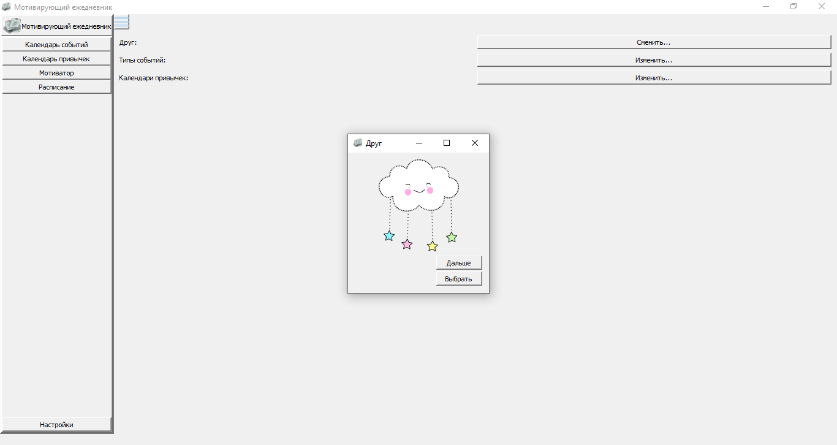 Мотивирующий ежедневник
Мотивирующий ежедневник
Календарь событий
Календарь привычек
Мотиватор
Расписание
Друг:
Сменить...
Типы событий:
Изменить...
Календари привычек:
Изменить...
Друг
Дальше
Выбрать
Настройки